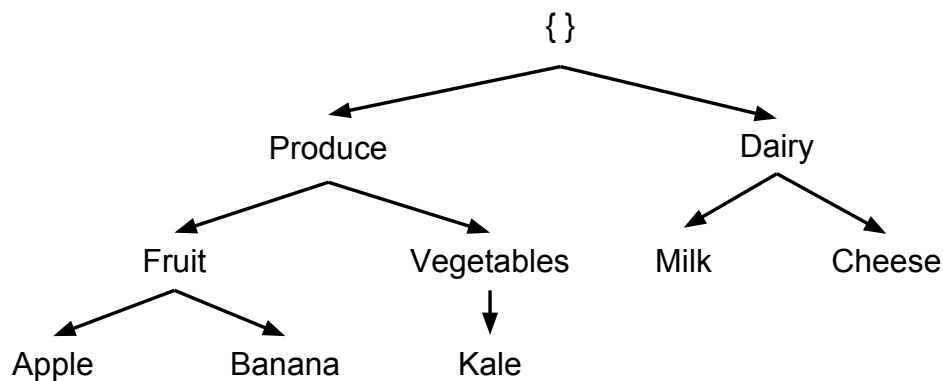 { }
Produce
Dairy
Fruit
Vegetables
Milk
Cheese
Apple
Banana
Kale